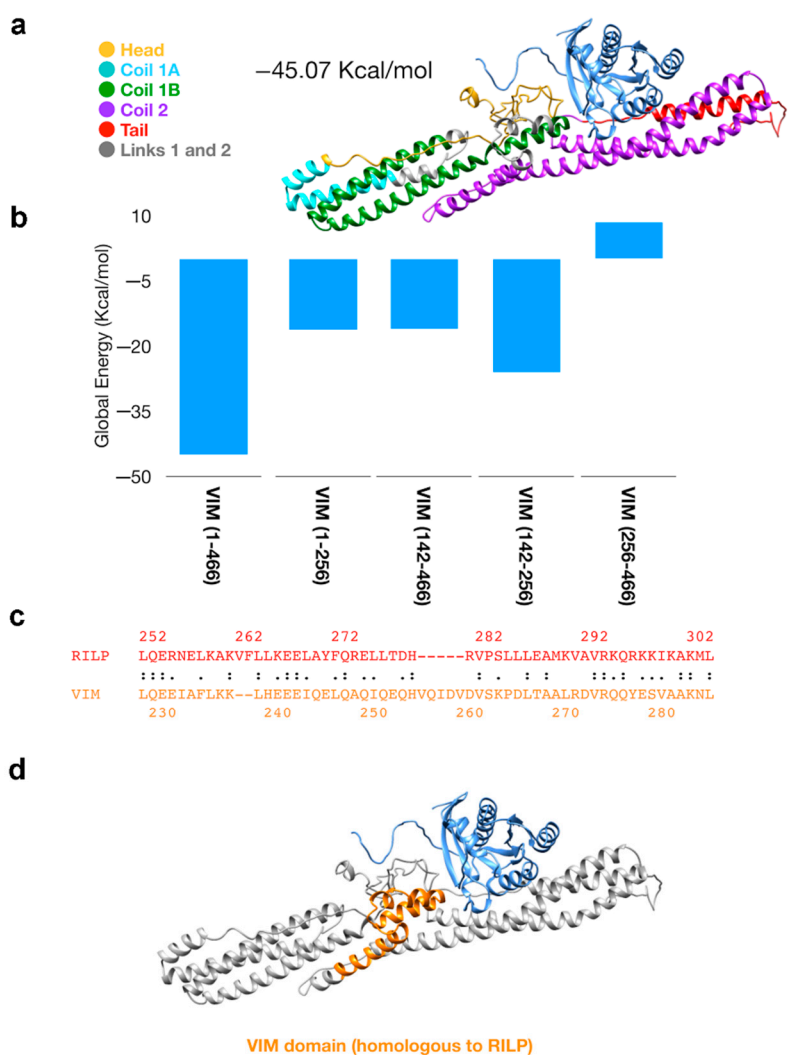 a
Head
Coil 1A
Coil 1B
Coil 2
Tail
Links 1 and 2
–45.07 Kcal/mol
b
Global Energy (Kcal/mol)
10
–5
–20
–35
–50
VIM (1-466)
VIM (1-256)
VIM (142-466)
VIM (142-256)
VIM (256-466)
c
252 262 272 282 292 302
RILP LQERNELKAKVFLLKEELAYFQRELLTDH-----RVPSLLLEAMKVAVRKQRKKIKAKML
VIM LQEEIAFLKK--LHEEEIQELQAQIQEQHVQIDVDVSKPDLTAALRDVRQQYESVAAKNL
230 240 250 260 270 280
d
VIM domain (homologous to RILP)